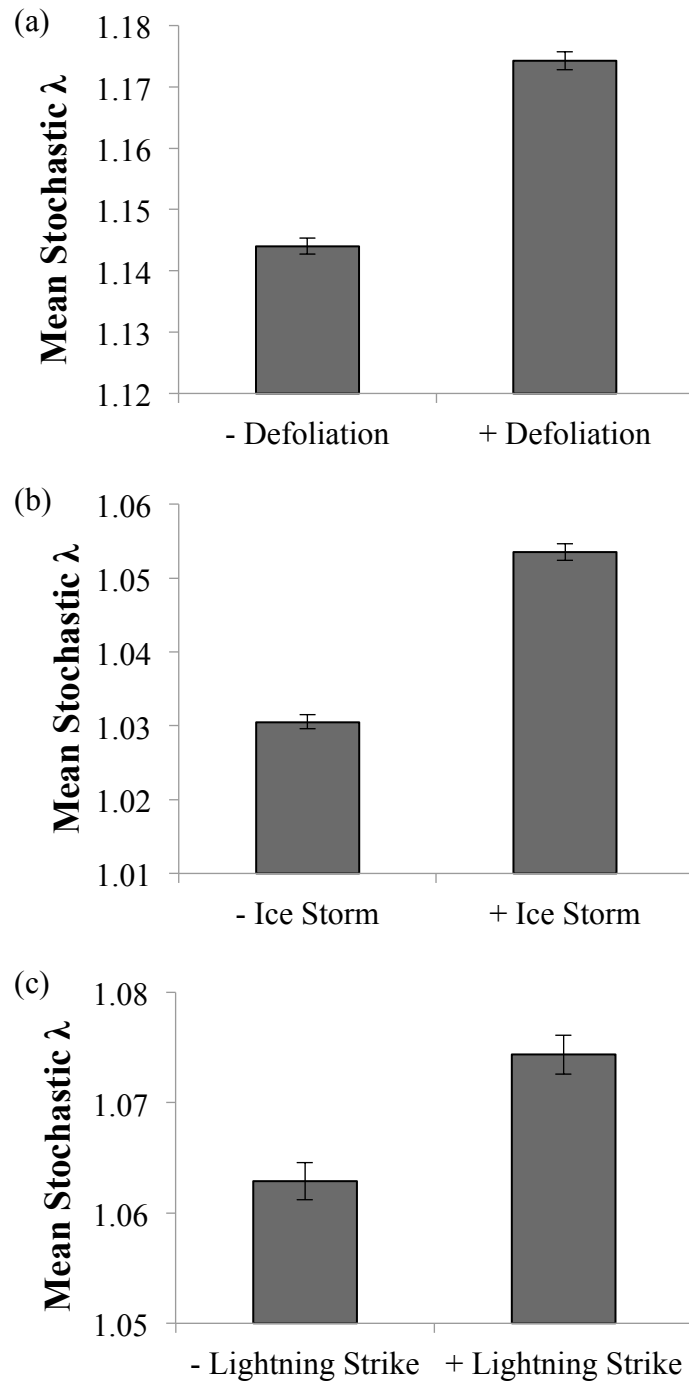 (a)
Mean Stochastic λ
1.18
1.17
1.16
1.15
1.14
1.13
1.12
- Defoliation + Defoliation
(b)
Mean Stochastic λ
1.06
1.05
1.04
1.03
1.02
1.01
- Ice Storm + Ice Storm
(c)
Mean Stochastic λ
1.08
1.07
1.06
1.05
- Lightning Strike + Lightning Strike